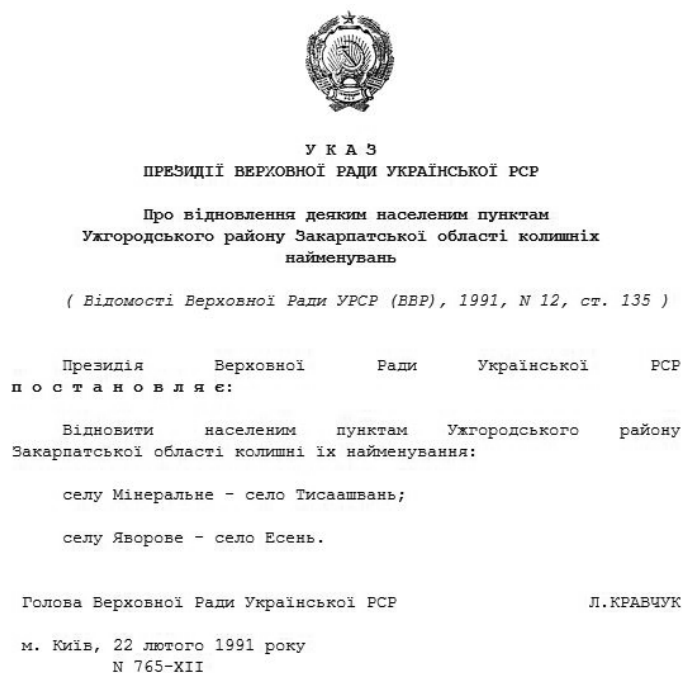 У К А З
ПРЕЗИДІЇ ВЕРХОВНОЇ РАДИ УКРАЇНСЬКОЇ РСР
Про відновлення деяким населеним пунктам
Ужгородського району Закарпатської області колишніх
найменувань
( Відомості Верховної Ради УРСР (ВВР), 1991, N 12, ст. 135 )
Президія Верховної Ради Української РСР
п о с т а н о в л я є:
Відновити населеним пунктам Ужгородського району
Закарпатської області колишні їх найменування:
селу Мінеральне - село Тисаашвань;
селу Яворове - село Есень.
Голова Верховної Ради Української РСР Л.КРАВЧУК
м. Київ, 22 лютого 1991 року
N 765-XII